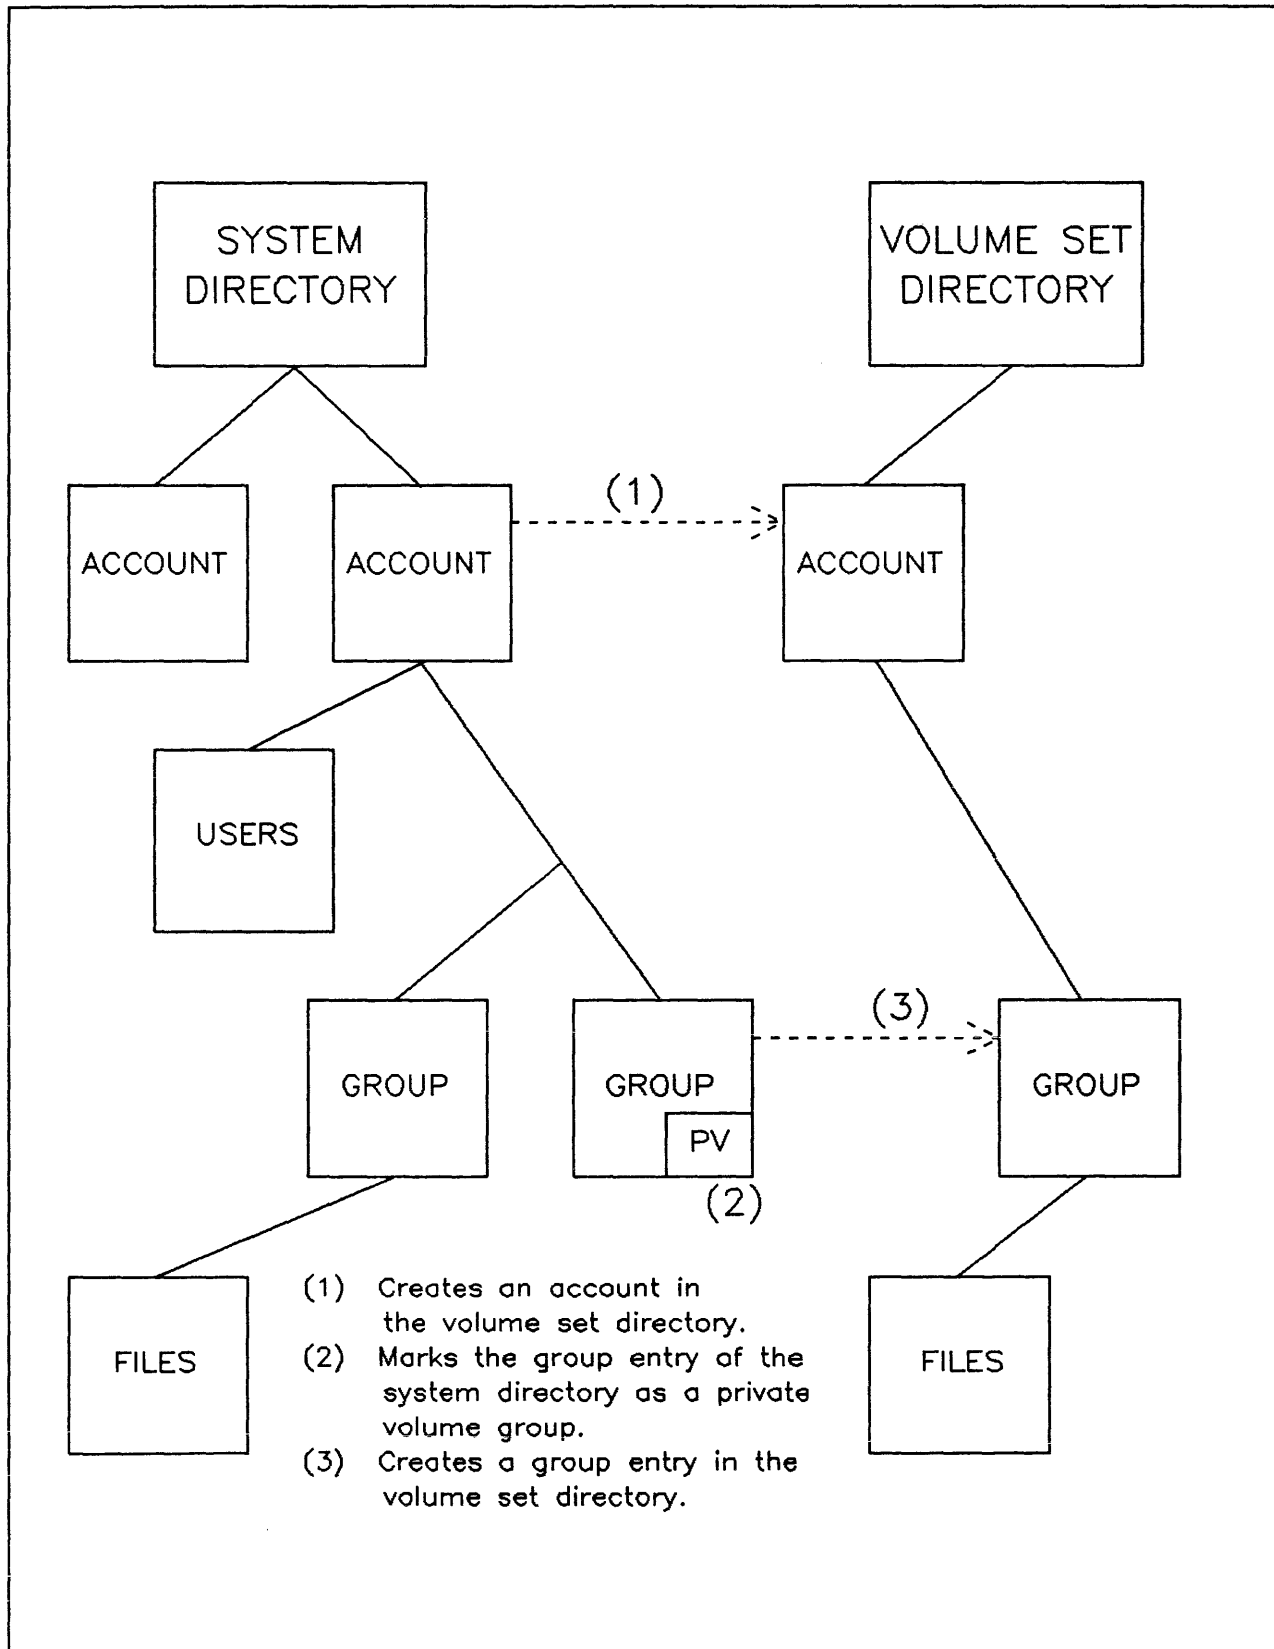 SYSTEM
DIRECTORY
VOLUME SET
DIRECTORY
(1)
ACCOUNT
ACCOUNT
ACCOUNT
USERS
(3)
GROUP
GROUP
GROUP
PV
(2)
FILES
FILES
(1) Creates an account in
the volume set directory.
(2) Marks the group entry of the
system directory as a private
volume group.
(3) Creates a group entry in the
volume set directory.